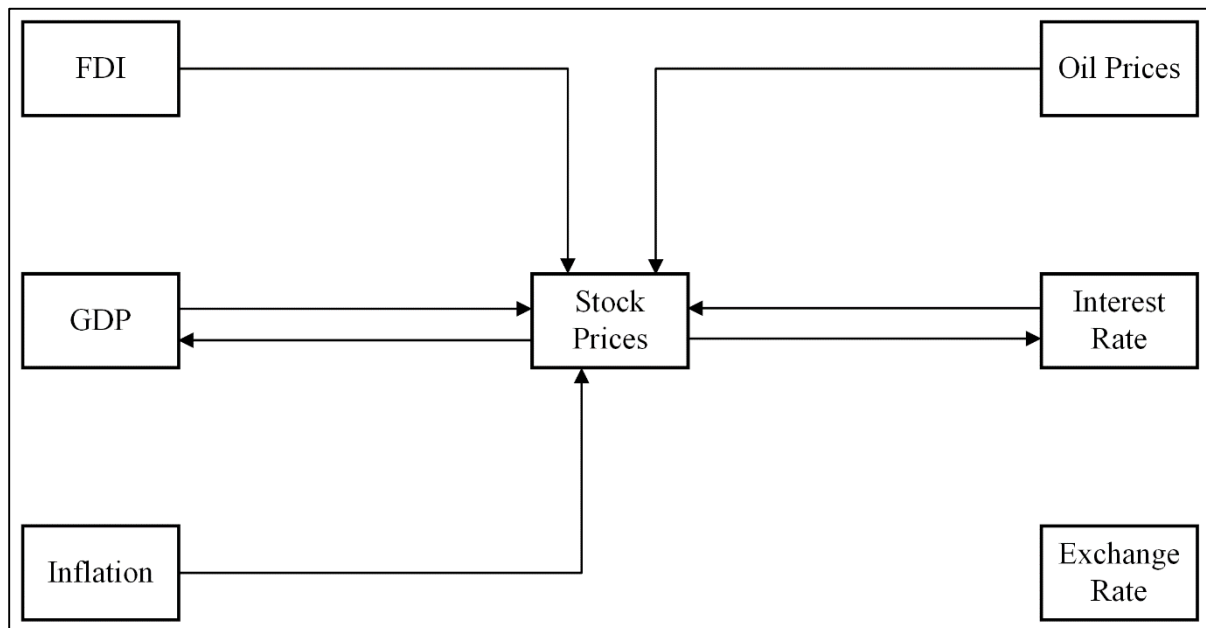 FDI
Oil Prices
GDP
Stock
Prices
Interest
Rate
Inflation
Exchange
Rate